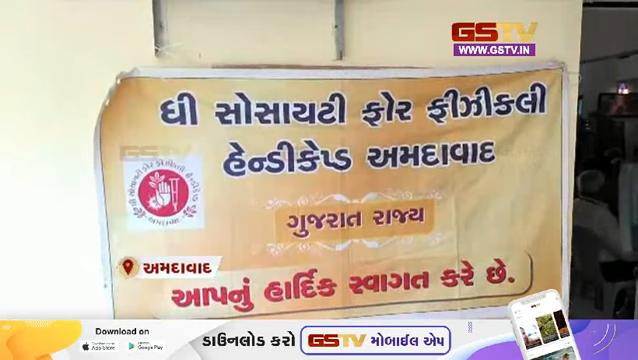 GSTV
WWW.GSTV.IN
ધી સોસાયટી ફોર ફીઝીકલી
હેન્ડીકેપ્ડ અમદાવાદ
ગુજરાત રાજ્ય
અમદાવાદ
આપનું હાર્દિક સ્વાગત કરે છે.
Download on
App Store
Google Play
ડાઉનલોડ કરો GSTV મોબાઈલ એપ